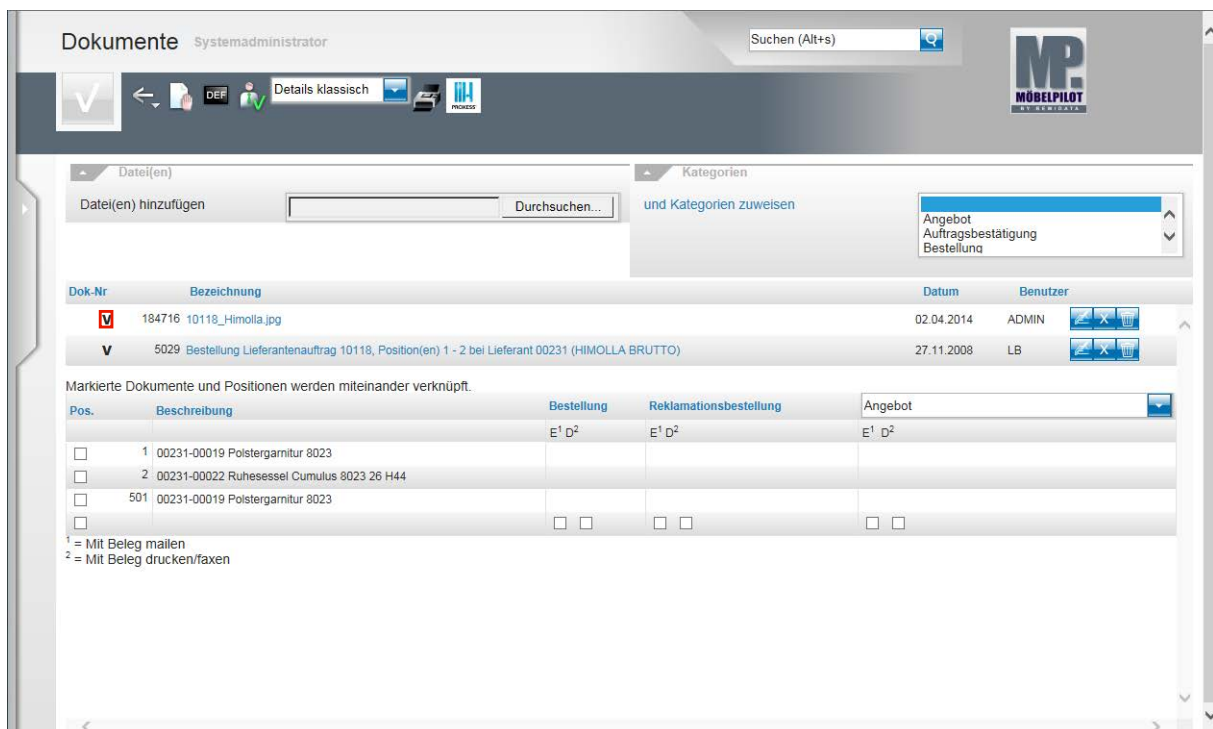 Dokumente Systemadministrator Suchen (Alt+s)
MP.
MÖBELPILOT
DEF Details klassisch PROXESS
Datei(en) Kategorien
Datei(en) hinzufügen Durchsuchen... und Kategorien zuweisen
Angebot
Auftragsbestätigung
Bestellung
Dok-Nr Bezeichnung Datum Benutzer
V 184716 10118_Himolla.jpg 02.04.2014 ADMIN
V 5029 Bestellung Lieferantenauftrag 10118, Position(en) 1 - 2 bei Lieferant 00231 (HIMOLLA BRUTTO) 27.11.2008 LB
Markierte Dokumente und Positionen werden miteinander verknüpft.
Pos. Beschreibung Bestellung Reklamationsbestellung Angebot
E¹ D² E¹ D² E¹ D²
1 00231-00019 Polstergarnitur 8023
2 00231-00022 Ruhesessel Cumulus 8023 26 H44
501 00231-00019 Polstergarnitur 8023
¹ = Mit Beleg mailen
² = Mit Beleg drucken/faxen